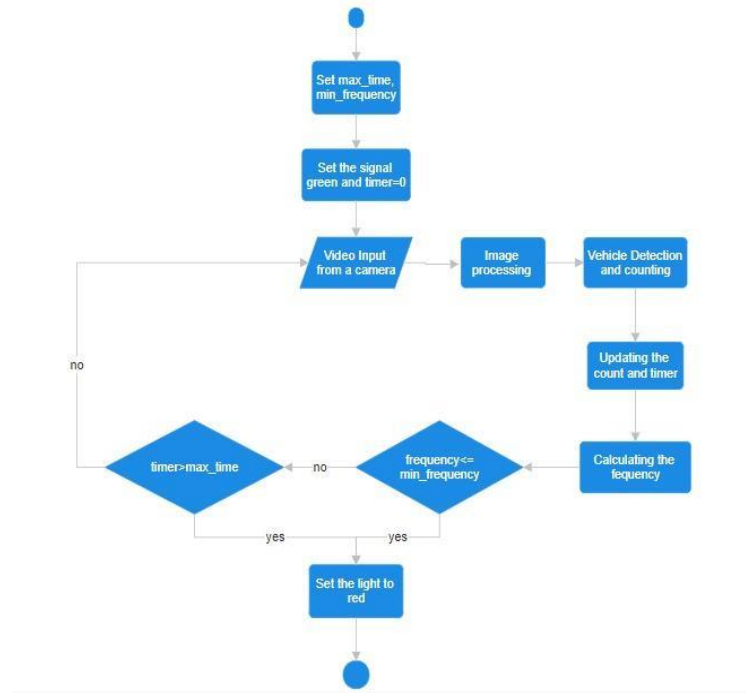 Set max_time,
min_frequency
Set the signal
green and timer=0
Video Input
from a camera
Image
processing
Vehicle Detection
and counting
Updating the
count and timer
Calculating the
fequency
frequency<=
min_frequency
no
timer>max_time
no
yes
yes
Set the light to
red